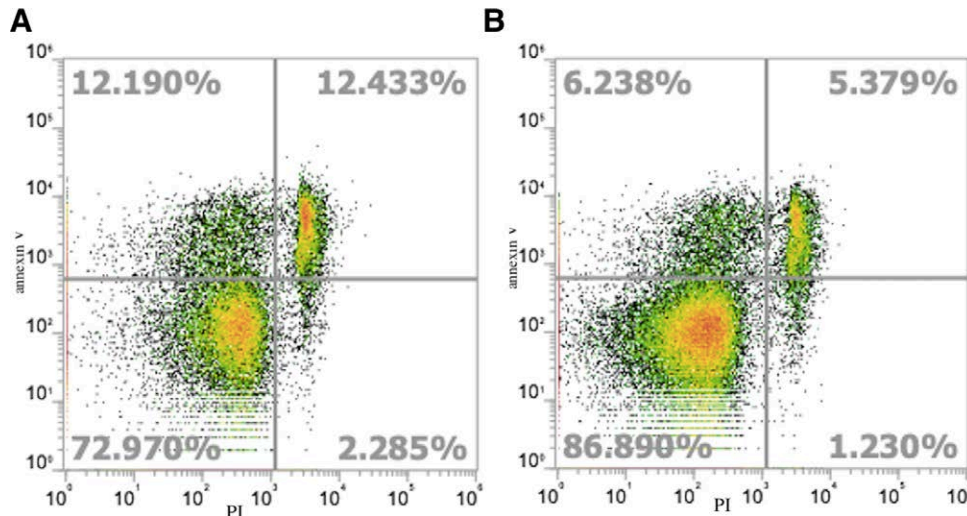 A
10⁶
10⁵
10⁴
10³
10²
10¹
10⁰
annexin v
12.190%
12.433%
72.970%
2.285%
10⁰ 10¹ 10² 10³ 10⁴ 10⁵ 10⁶
PI
B
10⁶
10⁵
10⁴
10³
10²
10¹
10⁰
annexin v
6.238%
5.379%
86.890%
1.230%
10⁰ 10¹ 10² 10³ 10⁴ 10⁵ 10
PI